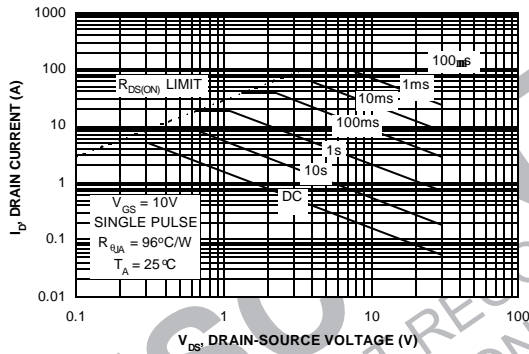 1000
100
10
1
0.1
0.01
I_D, DRAIN CURRENT (A)
R_DS(ON) LIMIT
100µs
1ms
10ms
100ms
1s
10s
DC
V_GS = 10V
SINGLE PULSE
R_θJA = 96°C/W
T_A = 25°C
0.1 1 10 100
V_DS, DRAIN-SOURCE VOLTAGE (V)